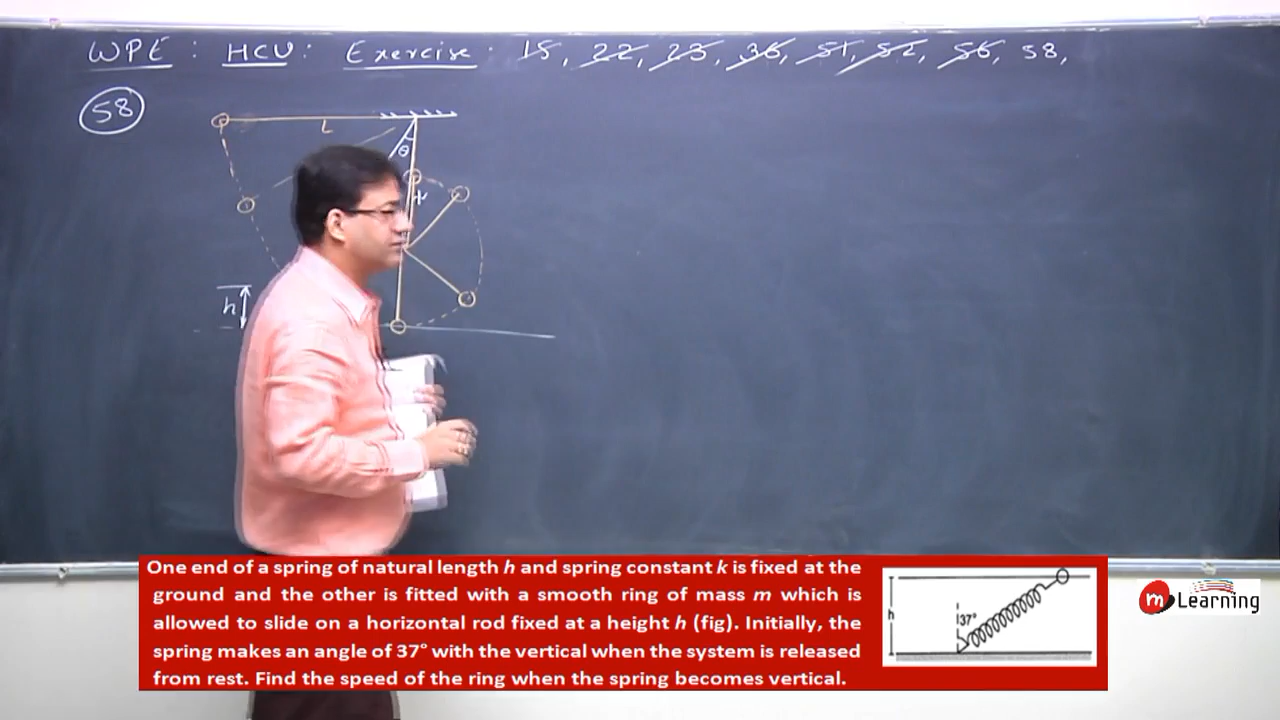 WPE : HCU : Exercise : 15, 22, 23, 36, 51, 52, 56, 58,
58
L
θ
x
h
One end of a spring of natural length h and spring constant k is fixed at the
ground and the other is fitted with a smooth ring of mass m which is
allowed to slide on a horizontal rod fixed at a height h (fig). Initially, the
spring makes an angle of 37° with the vertical when the system is released
from rest. Find the speed of the ring when the spring becomes vertical.
h
37°
m Learning